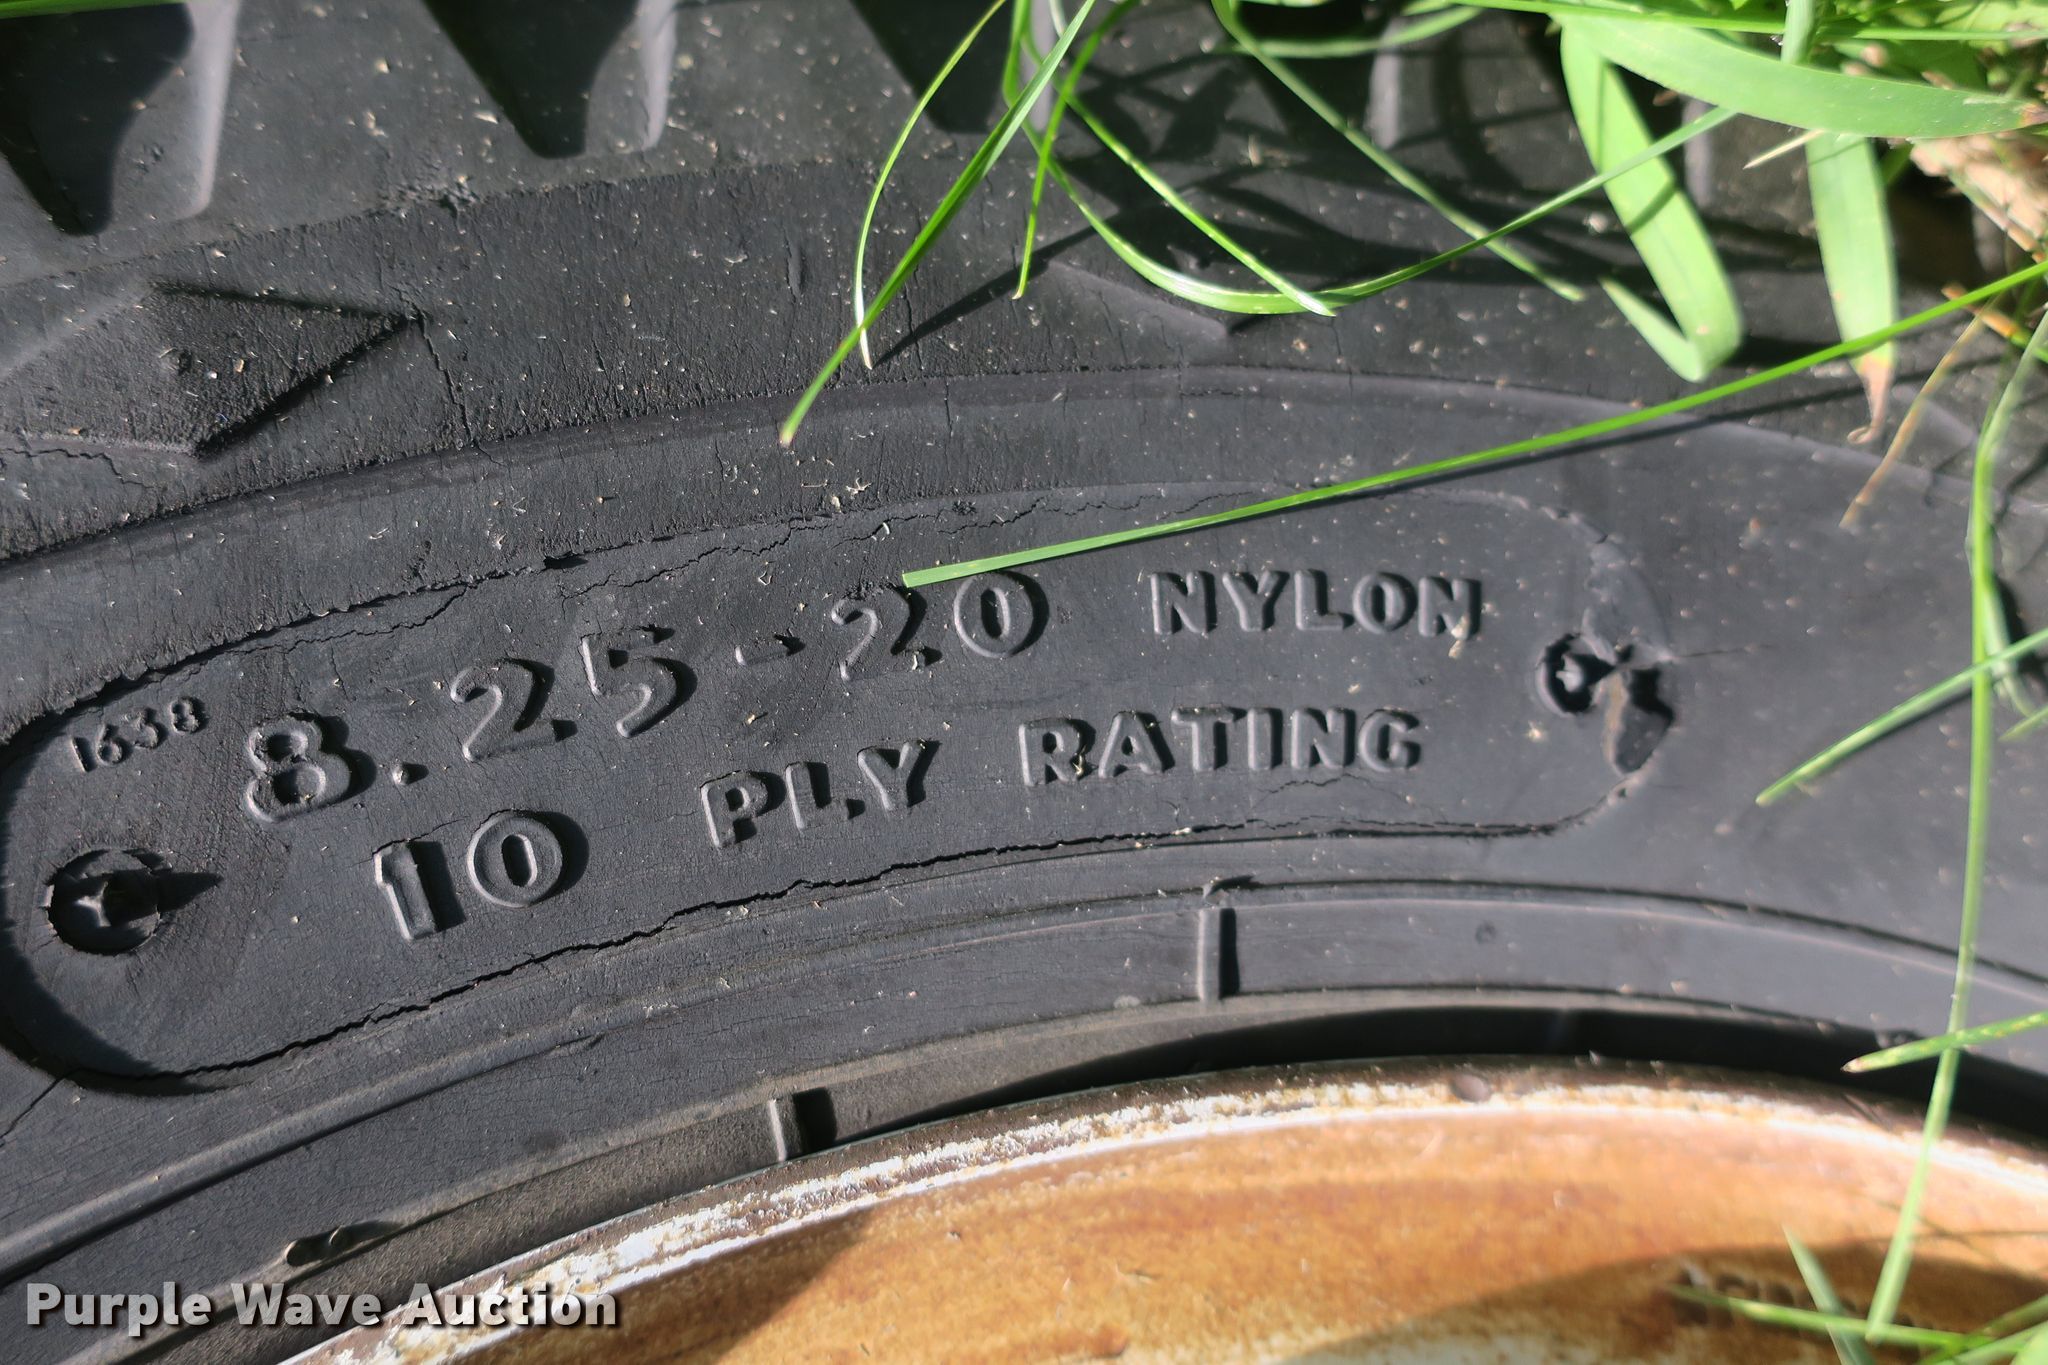 1638
8.25-20 NYLON
10 PLY RATING
Purple Wave Auction